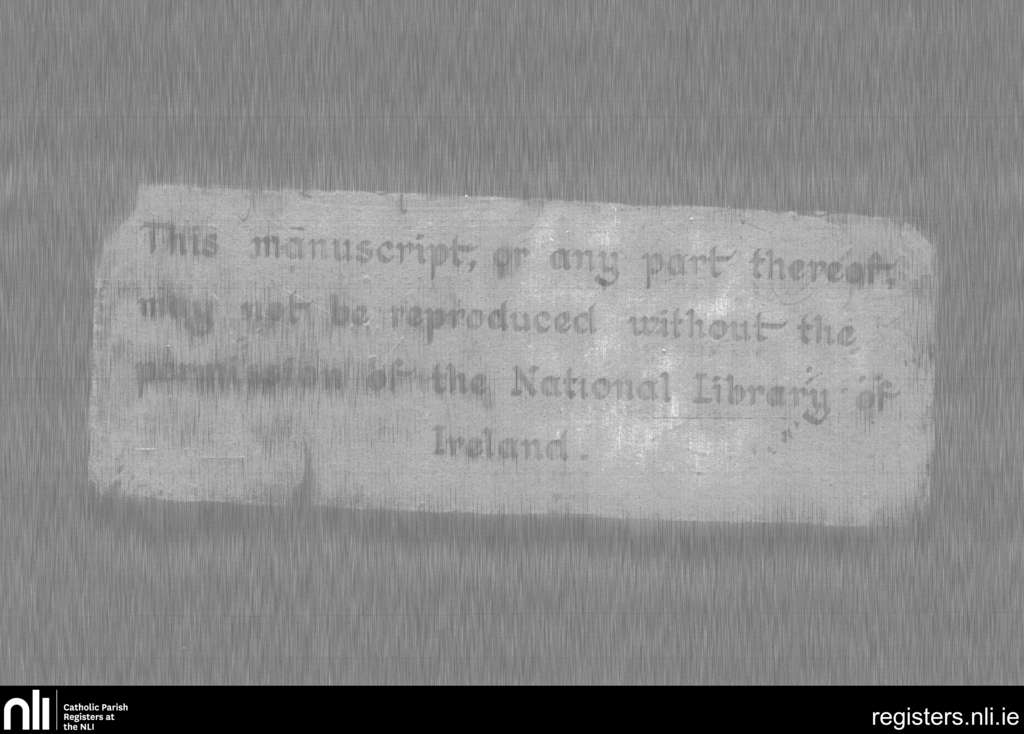 This manuscript, or any part thereof,
may not be reproduced without the
permission of the National Library of
Ireland.
nli
Catholic Parish
Registers at
the NLI
registers.nli.ie